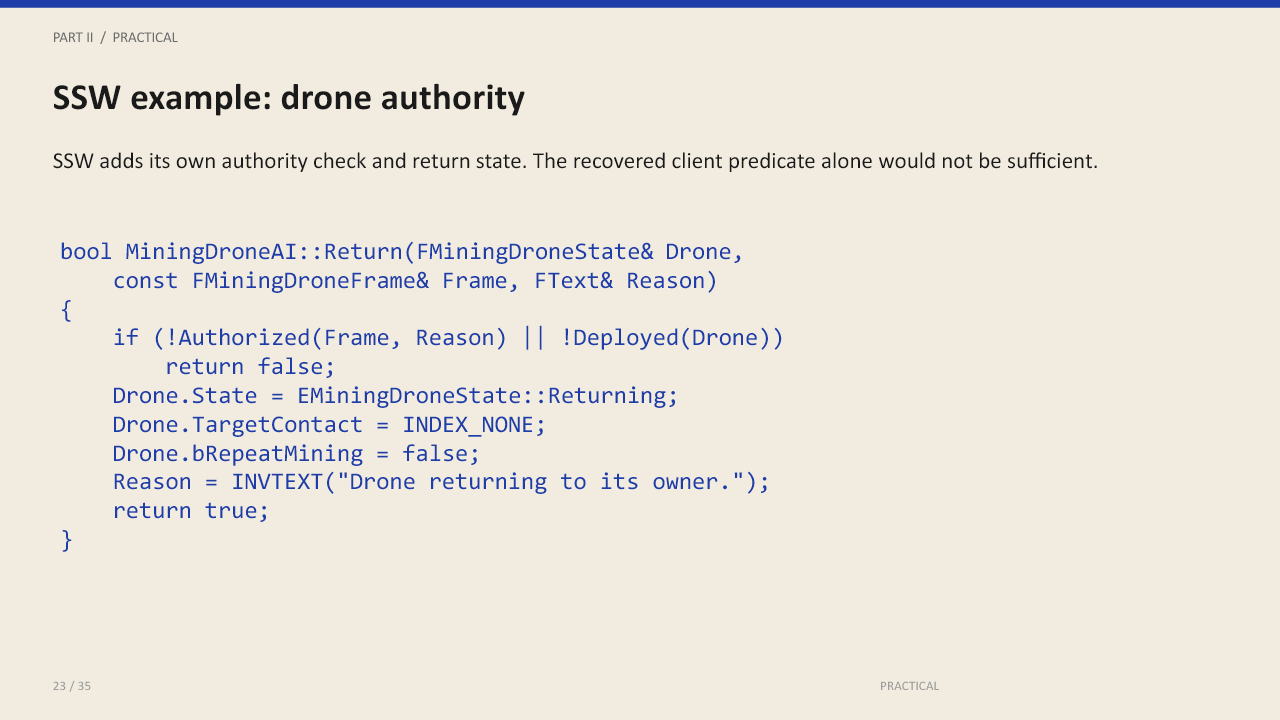 PART II / PRACTICAL
SSW example: drone authority
SSW adds its own authority check and return state. The recovered client predicate alone would not be sufficient.
bool MiningDroneAI::Return(FMiningDroneState& Drone,
    const FMiningDroneFrame& Frame, FText& Reason)
{
    if (!Authorized(Frame, Reason) || !Deployed(Drone))
        return false;
    Drone.State = EMiningDroneState::Returning;
    Drone.TargetContact = INDEX_NONE;
    Drone.bRepeatMining = false;
    Reason = INVTEXT("Drone returning to its owner.");
    return true;
}
23 / 35
PRACTICAL